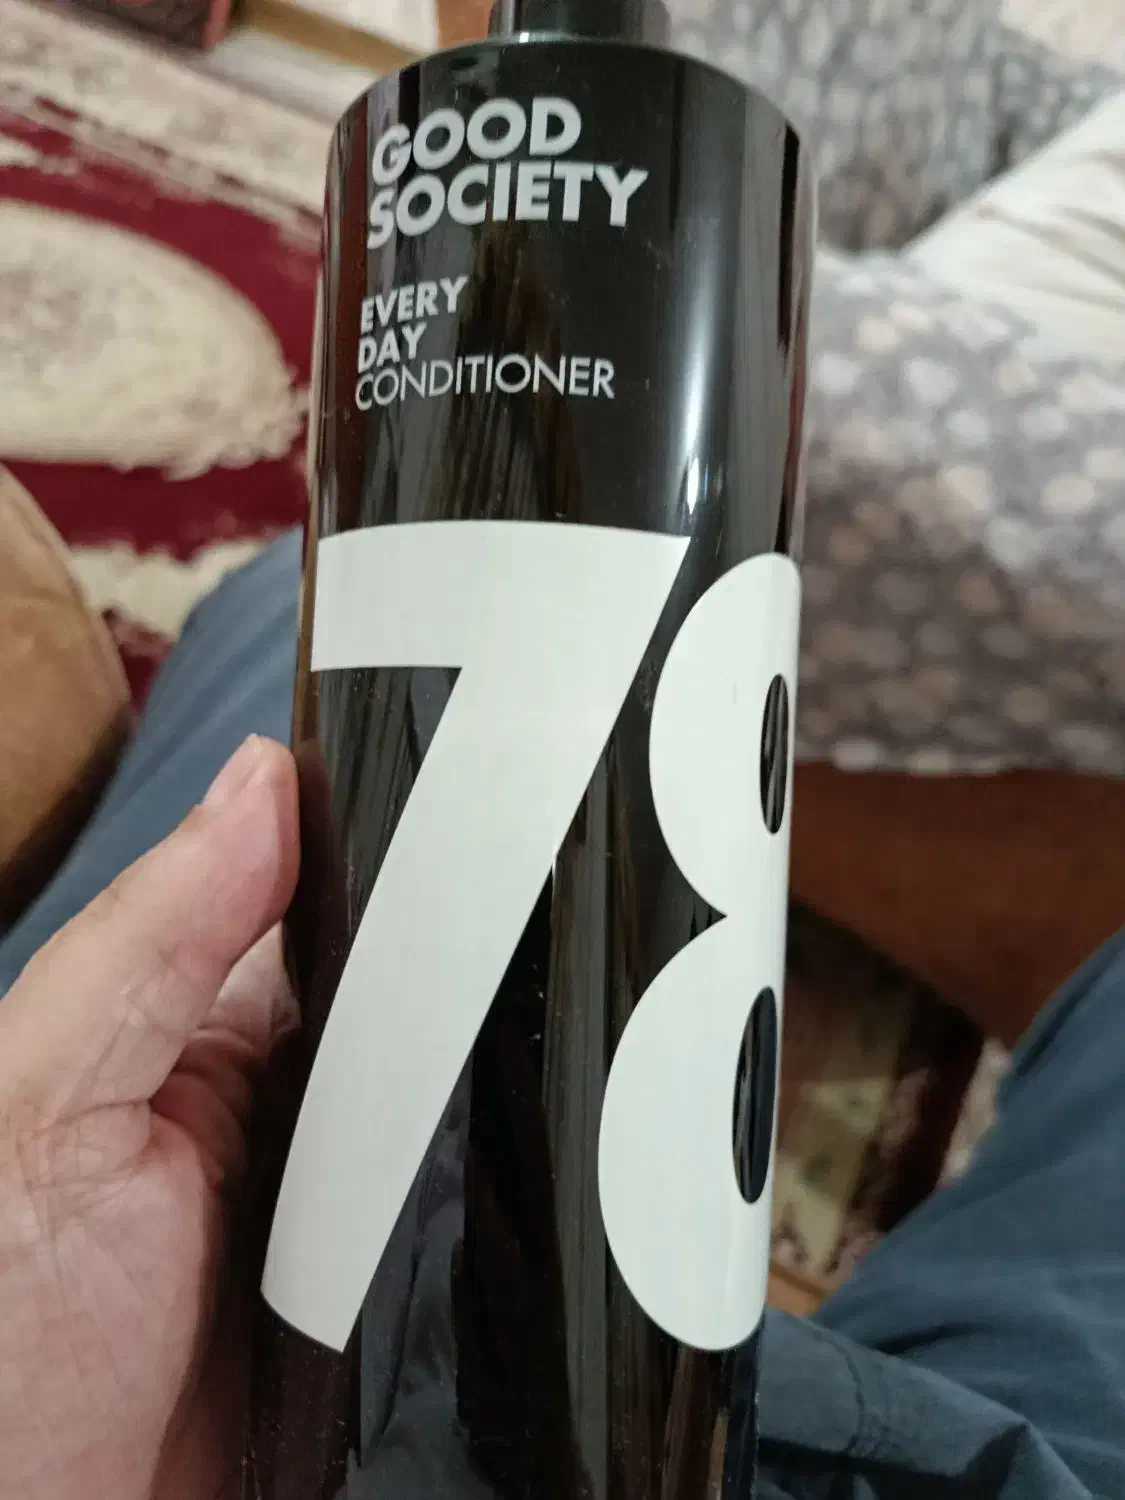 GOOD
SOCIETY
EVERY
DAY
CONDITIONER
78